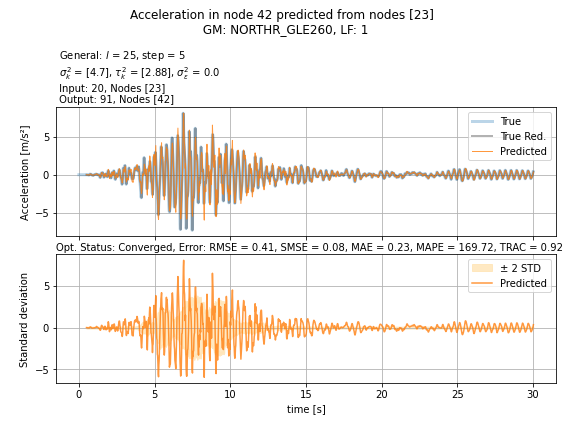 Acceleration in node 42 predicted from nodes [23]
GM: NORTHR_GLE260, LF: 1
General: l = 25, step = 5
σ²ₖ = [4.7], τ²ₖ = [2.88], σ²ε = 0.0
Input: 20, Nodes [23]
Output: 91, Nodes [42]
Acceleration [m/s²]
5
0
−5
True
True Red.
Predicted
Opt. Status: Converged, Error: RMSE = 0.41, SMSE = 0.08, MAE = 0.23, MAPE = 169.72, TRAC = 0.92
Standard deviation
5
0
−5
± 2 STD
Predicted
0 5 10 15 20 25 30
time [s]